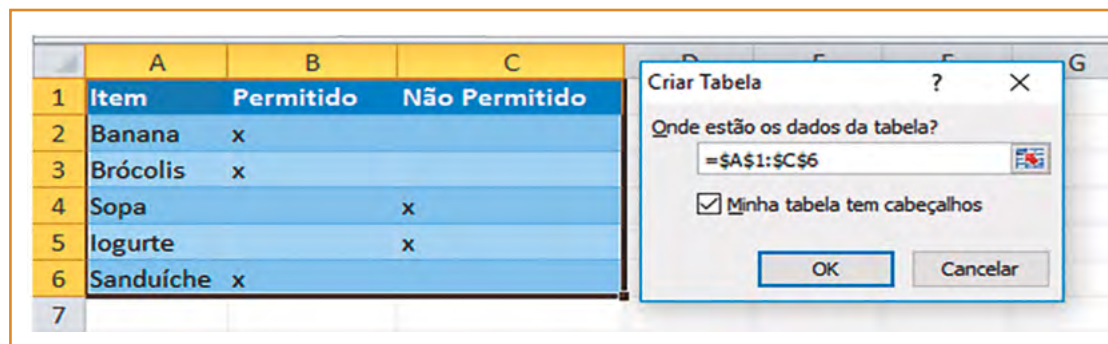 A B C G
1 Item Permitido Não Permitido
2 Banana x
3 Brócolis x
4 Sopa x
5 Iogurte x
6 Sanduíche x
7
Criar Tabela ? ×
Onde estão os dados da tabela?
=$A$1:$C$6
Minha tabela tem cabeçalhos
OK Cancelar